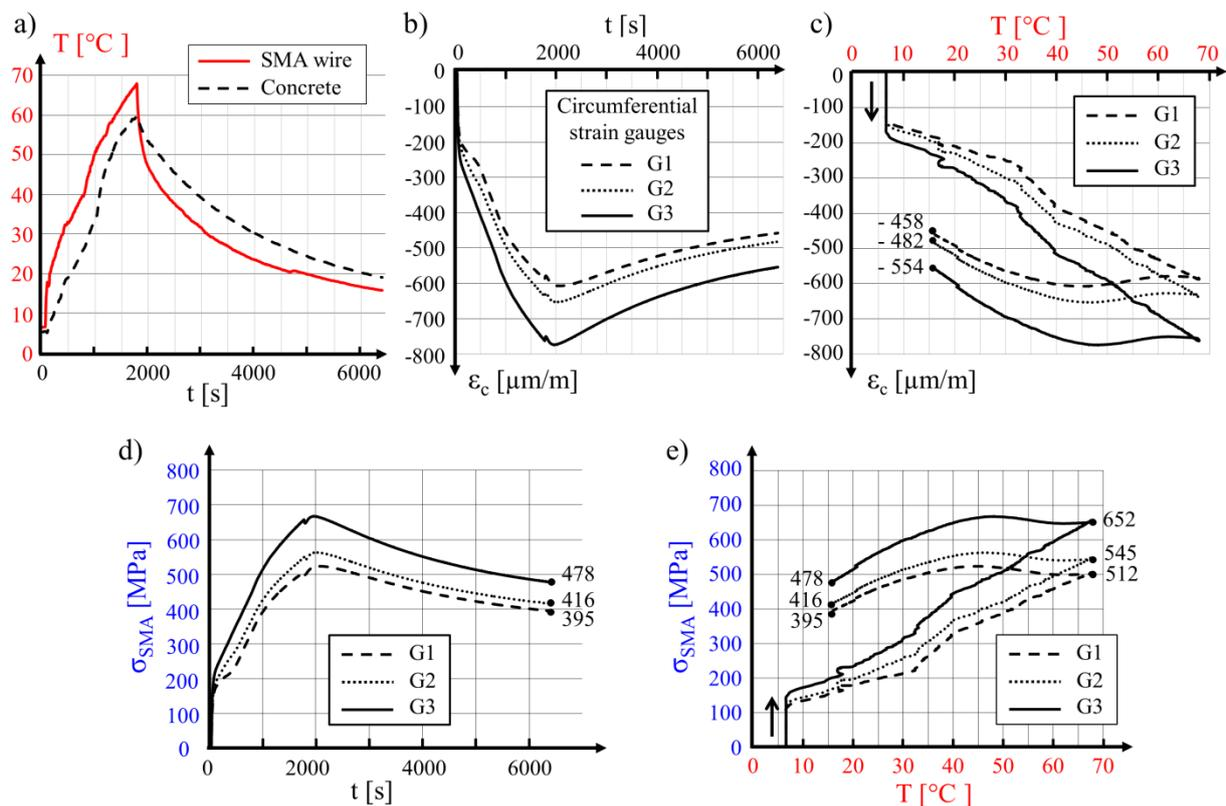 a)
T [°C ]
SMA wire
Concrete
70
60
50
40
30
20
10
0
0 2000 4000 6000
t [s]
b)
t [s]
0 2000 4000 6000
0
-100
-200
-300
-400
-500
-600
-700
-800
Circumferential
strain gauges
G1
G2
G3
εc [µm/m]
c)
T [°C]
0 10 20 30 40 50 60 70
0
-100
-200
-300
-400
-500
-600
-700
-800
G1
G2
G3
- 458
- 482
- 554
εc [µm/m]
d)
σSMA [MPa]
800
700
600
500
400
300
200
100
0
478
416
395
G1
G2
G3
0 2000 4000 6000
t [s]
e)
σSMA [MPa]
800
700
600
500
400
300
200
100
0
652
545
512
478
416
395
G1
G2
G3
0 10 20 30 40 50 60 70
T [°C]